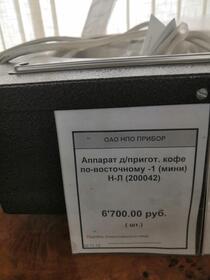 ОАО НПО ПРИБОР
Аппарат д/пригот. кофе
по-восточному -1 (мини)
Н-Л (200042)
6'700.00 руб.
( шт.)